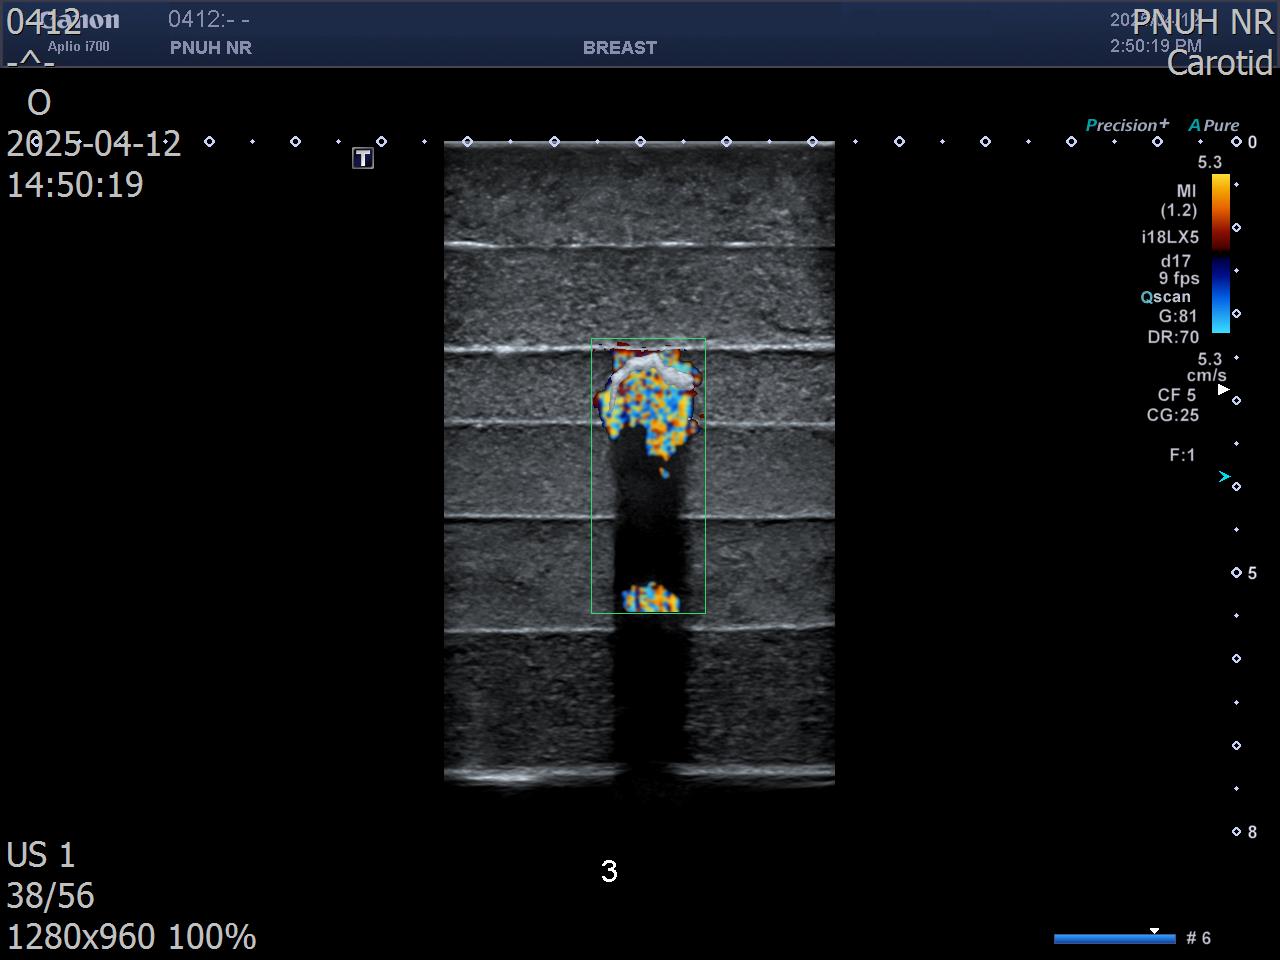 0412
Canon
0412:- -
2025-04-12
PNUH NR
Aplio i700
PNUH NR
BREAST
2:50:19 PM
-^-
Carotid
O
2025-04-12
14:50:19
T
Precision+ A Pure
0
5.3
MI
(1.2)
i18LX5
d17
9 fps
Qscan
G:81
DR:70
5.3
cm/s
CF 5
CG:25
F:1
5
8
US 1
38/56
1280x960 100%
3
# 6